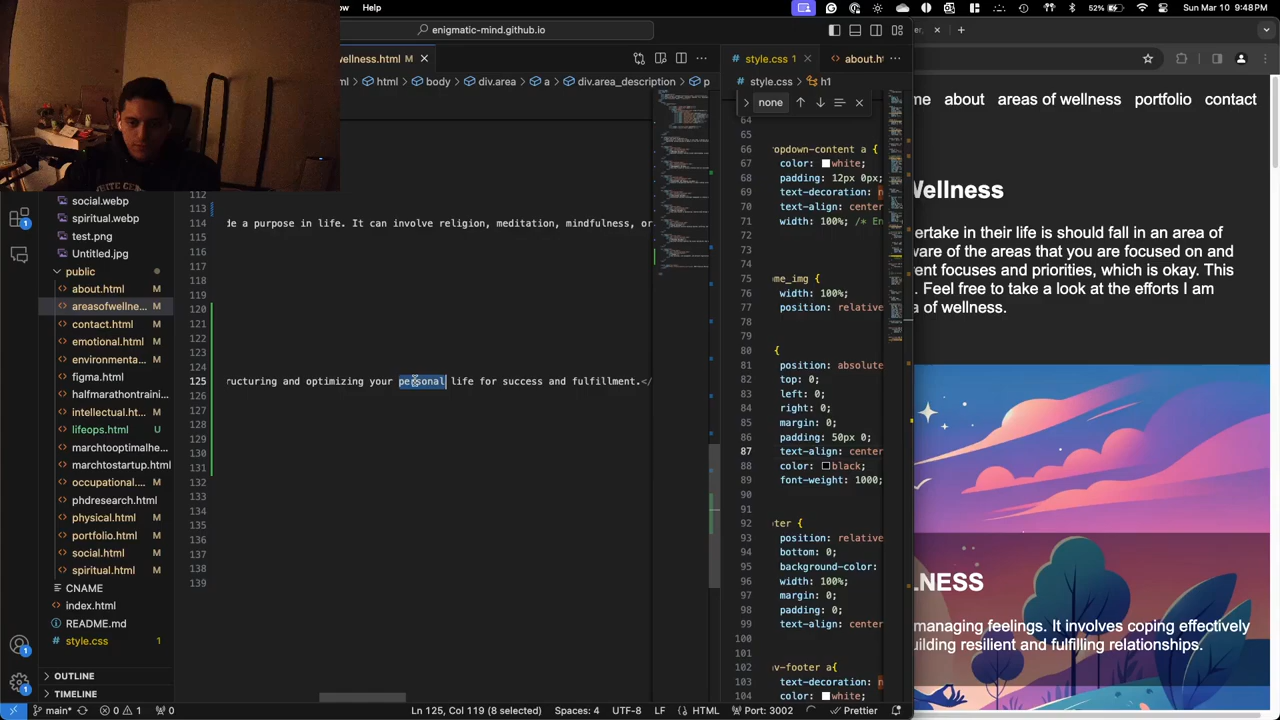 ow Help
52% Sun Mar 10 9:48 PM
enigmatic-mind.github.io
wellness.html M
html body div.area a div.area_description p
style.css 1
about.h
style.css h1
none
social.webp
spiritual.webp
test.png
Untitled.jpg
public
about.html M
areasofwellne... M
contact.html M
emotional.html M
environmenta... M
figma.html
halfmarathontrain...
intellectual.ht... M
lifeops.html U
marchtooptimalhe...
marchtostartup.html
occupational.... M
phdresearch.html
physical.html M
portfolio.html M
social.html M
spiritual.html M
CNAME
index.html
README.md
style.css 1
OUTLINE
TIMELINE
112
113
114 de a purpose in life. It can involve religion, meditation, mindfulness, or
115
116
117
118
119
120
121
122
123
124
125 ructuring and optimizing your personal life for success and fulfillment.</
126
127
128
129
130
131
132
133
134
135
136
137
138
139
64
65
66 ropdown-content a {
67 color: white;
68 padding: 12px 0px;
69 text-decoration: n
70 text-align: center
71 width: 100%; /* En
72
73
74
75 me_img {
76 width: 100%;
77 position: relative
78
79
80 {
81 position: absolute
82 top: 0;
83 left: 0;
84 right: 0;
85 margin: 0;
86 padding: 50px 0;
87 text-align: center
88 color: black;
89 font-weight: 1000;
90
91
92 ter {
93 position: relative
94 bottom: 0;
95 background-color:
96 width: 100%;
97 margin: 0;
98 padding: 0;
99 text-align: center
100
101
102 av-footer a{
103 text-decoration: n
104 color: white;
me about areas of wellness portfolio contact
Wellness
ertake in their life is should fall in an area of
ware of the areas that you are focused on and
rent focuses and priorities, which is okay. This
. Feel free to take a look at the efforts I am
a of wellness.
LNESS
managing feelings. It involves coping effectively
uilding resilient and fulfilling relationships.
main* 0 1 0 Ln 125, Col 119 (8 selected) Spaces: 4 UTF-8 LF HTML Port: 3002 Prettier